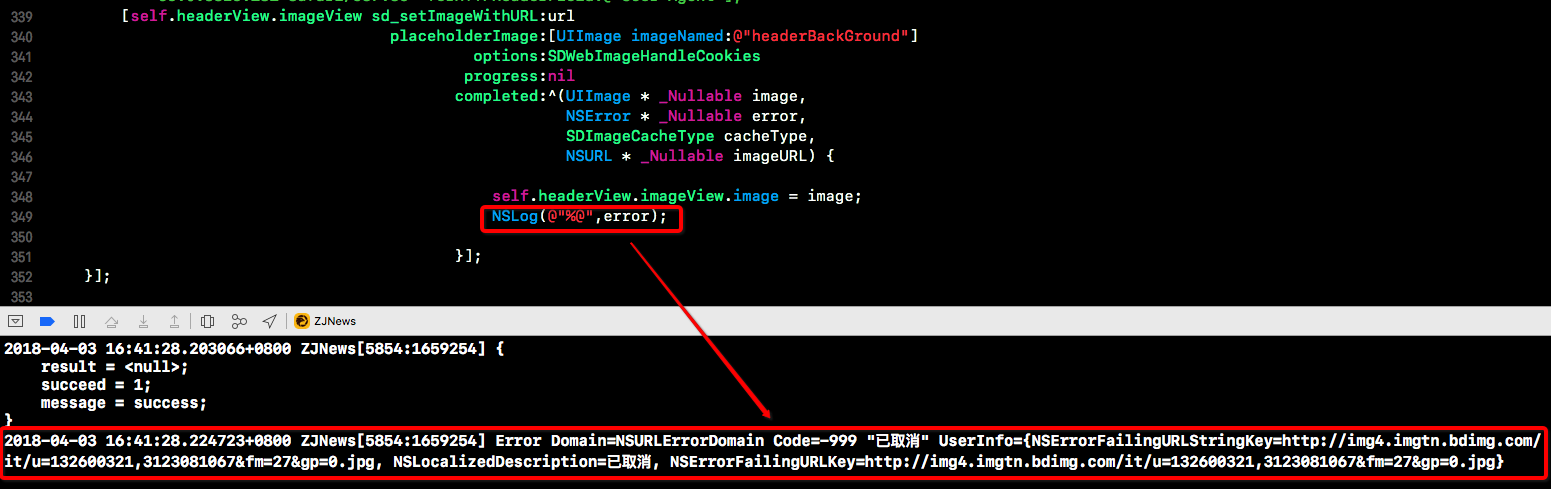 339 [self.headerView.imageView sd_setImageWithURL:url
340 placeholderImage:[UIImage imageNamed:@"headerBackGround"]
341 options:SDWebImageHandleCookies
342 progress:nil
343 completed:^(UIImage * _Nullable image,
344 NSError * _Nullable error,
345 SDImageCacheType cacheType,
346 NSURL * _Nullable imageURL) {
347
348 self.headerView.imageView.image = image;
349 NSLog(@"%@",error);
350
351 }];
352 }];
353
ZJNews
2018-04-03 16:41:28.203066+0800 ZJNews[5854:1659254] {
result = <null>;
succeed = 1;
message = success;
}
2018-04-03 16:41:28.224723+0800 ZJNews[5854:1659254] Error Domain=NSURLErrorDomain Code=-999 "已取消" UserInfo={NSErrorFailingURLStringKey=http://img4.imgtn.bdimg.com/
it/u=132600321,3123081067&fm=27&gp=0.jpg, NSLocalizedDescription=已取消, NSErrorFailingURLKey=http://img4.imgtn.bdimg.com/it/u=132600321,3123081067&fm=27&gp=0.jpg}